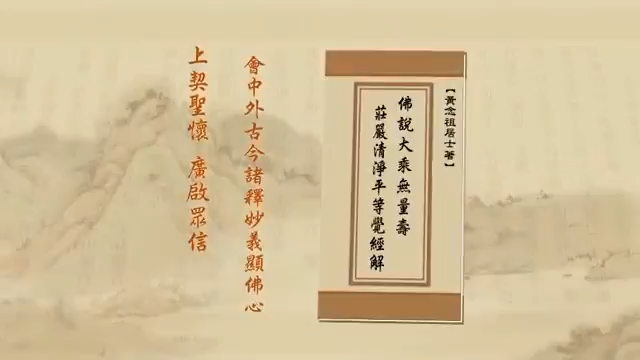 【黃念祖居士著】
佛說大乘無量壽
莊嚴清淨平等覺經解
會中外古今諸釋妙義顯佛心
上契聖懷 廣啟眾信